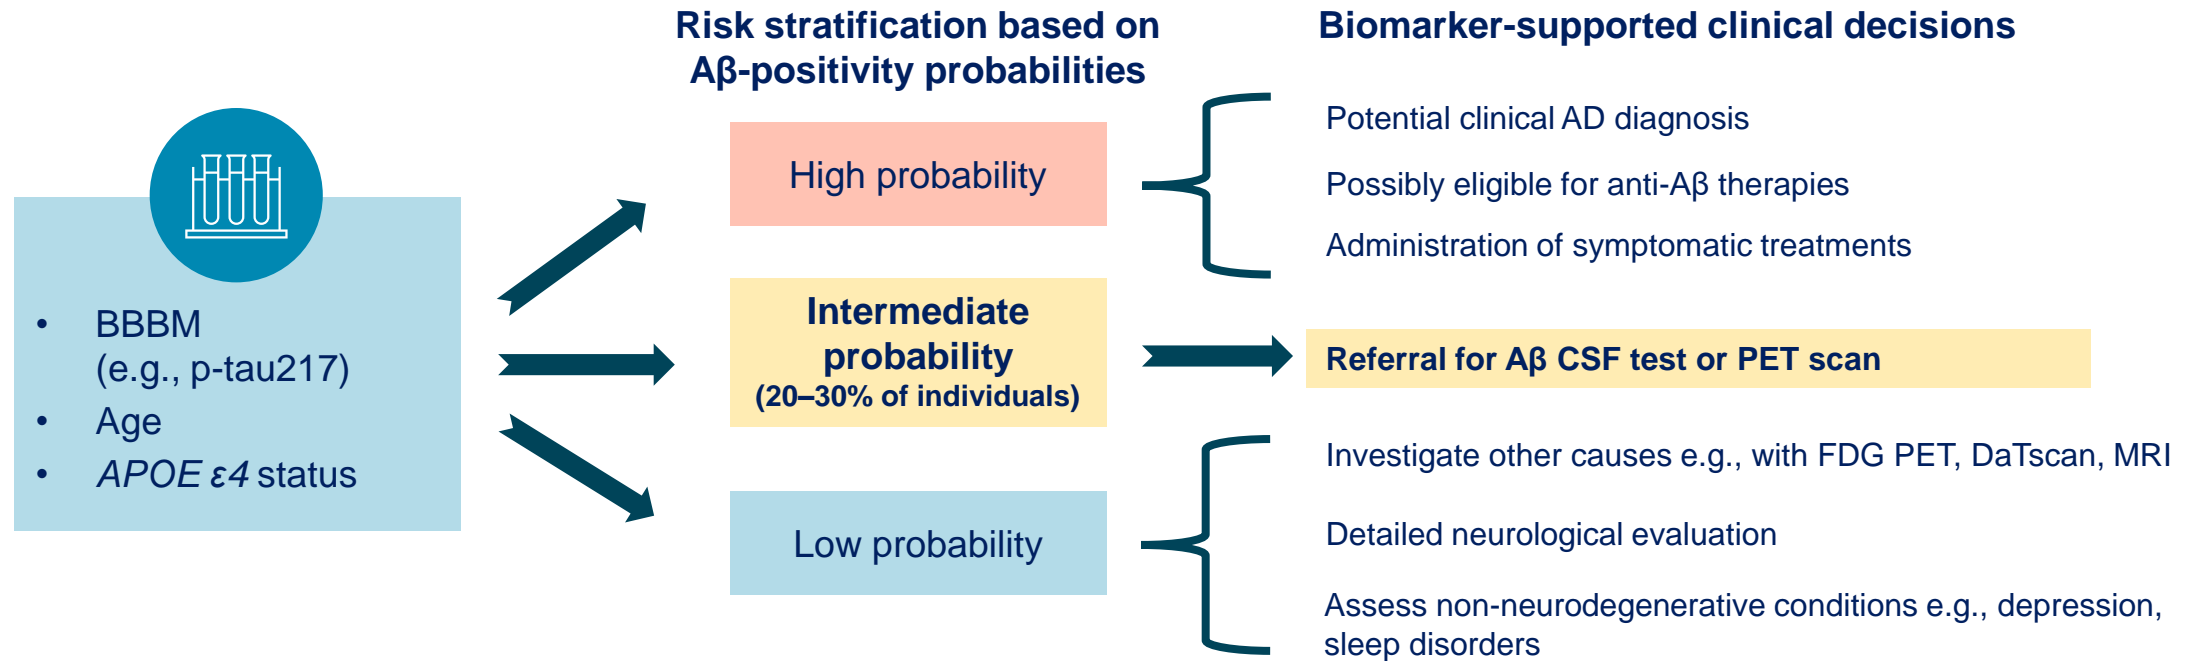 Risk stratification based on
Aβ-positivity probabilities
Biomarker-supported clinical decisions
• BBBM
(e.g., p-tau217)
• Age
• APOE ε4 status
High probability
Potential clinical AD diagnosis
Possibly eligible for anti-Aβ therapies
Administration of symptomatic treatments
Intermediate
probability
(20–30% of individuals)
Referral for Aβ CSF test or PET scan
Low probability
Investigate other causes e.g., with FDG PET, DaTscan, MRI
Detailed neurological evaluation
Assess non-neurodegenerative conditions e.g., depression,
sleep disorders